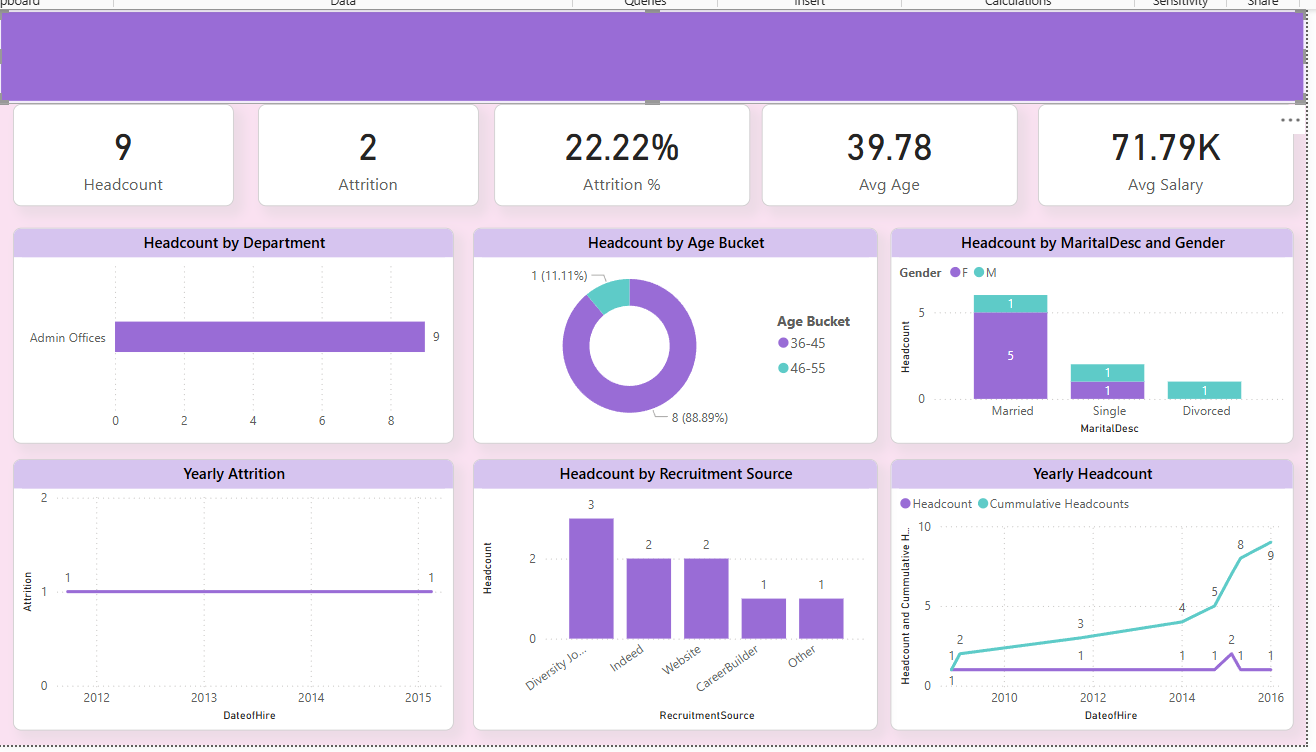 pboard Data Queries Insert Calculations Sensitivity Share
9
Headcount
2
Attrition
22.22%
Attrition %
39.78
Avg Age
71.79K
Avg Salary
Headcount by Department
Admin Offices
9
0 2 4 6 8
Headcount by Age Bucket
1 (11.11%)
8 (88.89%)
Age Bucket
36-45
46-55
Headcount by MaritalDesc and Gender
Gender F M
Headcount
5
0
1
5
1
1
1
Married Single Divorced
MaritalDesc
Yearly Attrition
Attrition
2
1
0
1 1
2012 2013 2014 2015
DateofHire
Headcount by Recruitment Source
Headcount
2
0
3 2 2 1 1
Diversity Jo... Indeed Website CareerBuilder Other
RecruitmentSource
Yearly Headcount
Headcount Cummulative Headcounts
Headcount and Cummulative H...
10
5
0
1 2 3 4 5 8 9
1 1 1 1 2 1 1
2010 2012 2014 2016
DateofHire